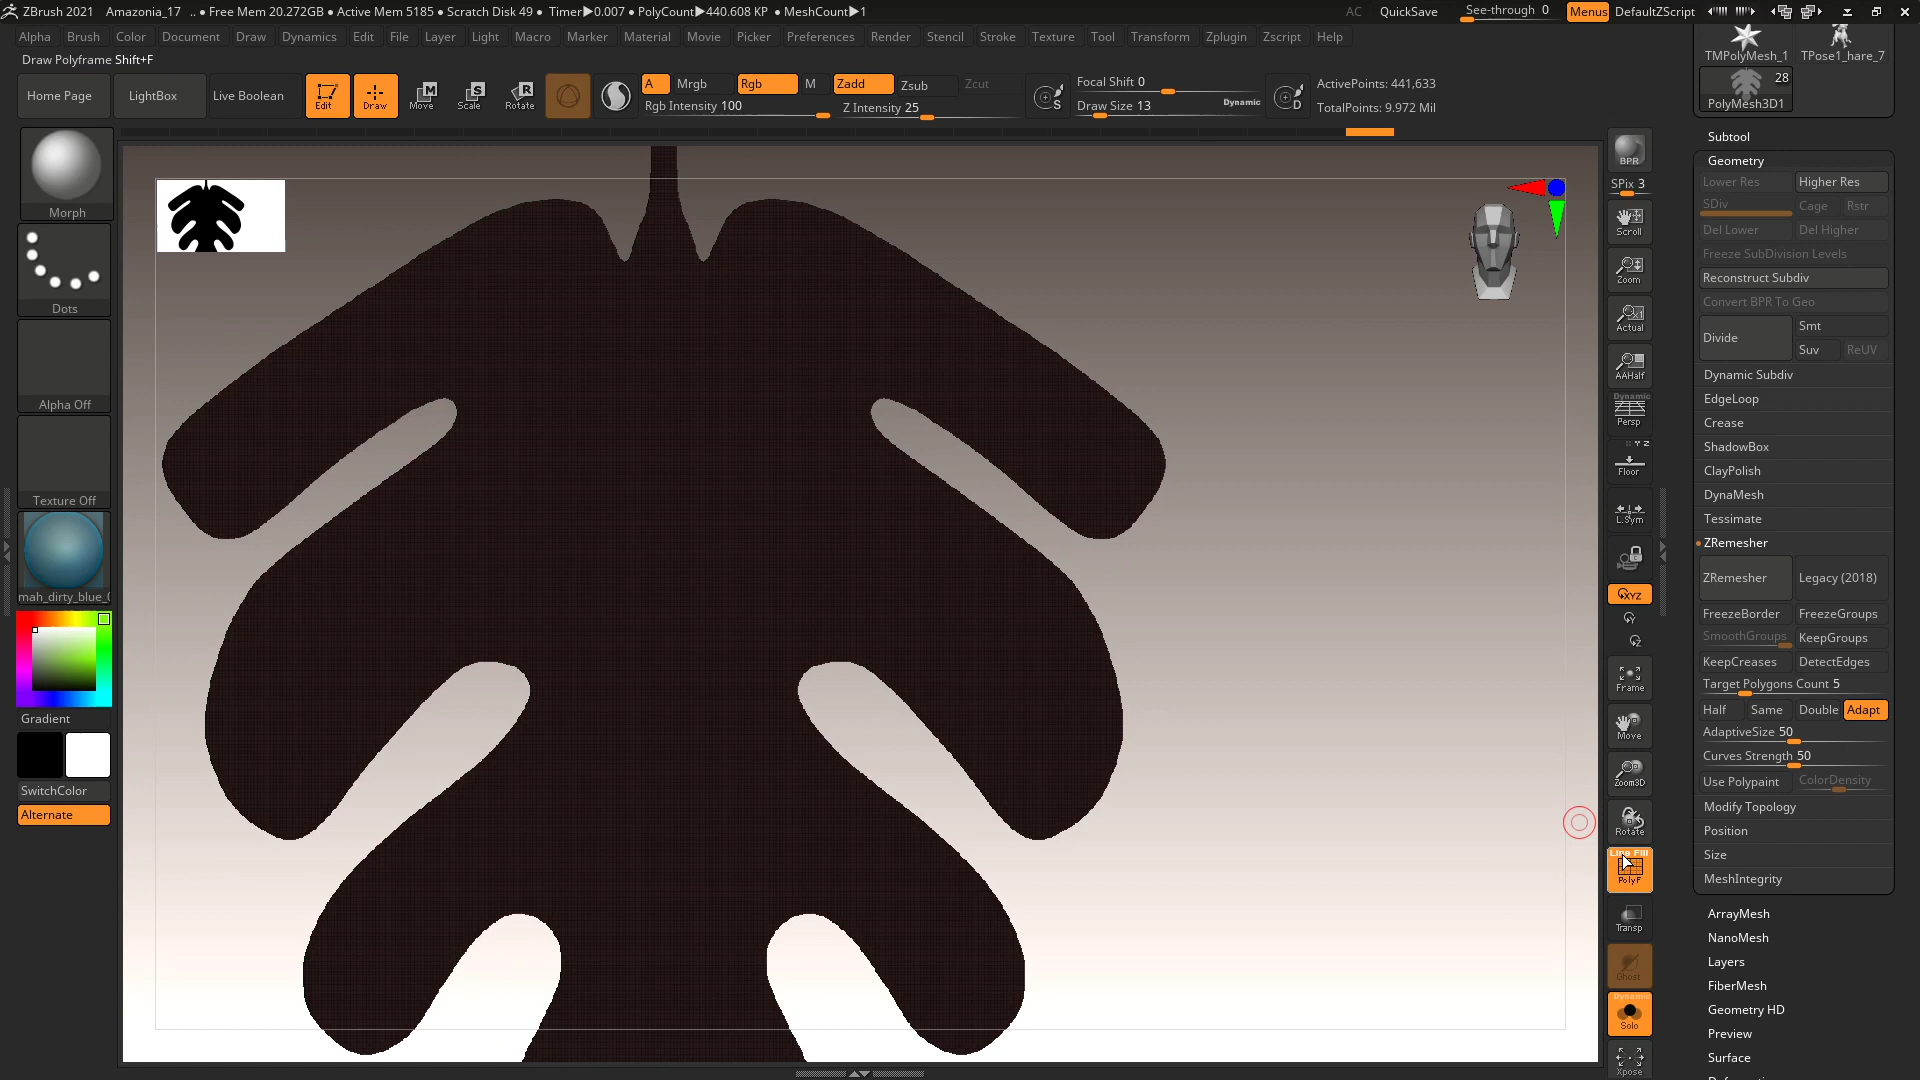 ZBrush 2021 Amazonia_17 .. • Free Mem 20.272GB • Active Mem 5185 • Scratch Disk 49 • Timer▶0.007 • PolyCount▶440.608 KP • MeshCount▶1 AC QuickSave See-through 0 Menus DefaultZScript
Alpha Brush Color Document Draw Dynamics Edit File Layer Light Macro Marker Material Movie Picker Preferences Render Stencil Stroke Texture Tool Transform Zplugin Zscript Help
Draw Polyframe Shift+F
Home Page LightBox Live Boolean Edit Draw Move Scale Rotate
A Mrgb Rgb M Zadd Zsub Zcut
Rgb Intensity 100 Z Intensity 25
Focal Shift 0
Draw Size 13 Dynamic
ActivePoints: 441,633
TotalPoints: 9.972 Mil
TMPolyMesh_1 TPose1_hare_7
28
PolyMesh3D1
Morph
Dots
Alpha Off
Texture Off
mah_dirty_blue_
Gradient
SwitchColor
Alternate
BPR
SPix 3
Scroll
Zoom
Actual
AAHalf
Dynamic
Persp
Floor
L.Sym
XYZ
Frame
Move
Zoom3D
Rotate
Line Fill
PolyF
Transp
Ghost
Dynamic
Solo
Xpose
Subtool
Geometry
Lower Res Higher Res
SDiv Cage Rstr
Del Lower Del Higher
Freeze SubDivision Levels
Reconstruct Subdiv
Convert BPR To Geo
Divide Smt
Suv ReUV
Dynamic Subdiv
EdgeLoop
Crease
ShadowBox
ClayPolish
DynaMesh
Tessimate
ZRemesher
ZRemesher Legacy (2018)
FreezeBorder FreezeGroups
SmoothGroups KeepGroups
KeepCreases DetectEdges
Target Polygons Count 5
Half Same Double Adapt
AdaptiveSize 50
Curves Strength 50
Use Polypaint ColorDensity
Modify Topology
Position
Size
MeshIntegrity
ArrayMesh
NanoMesh
Layers
FiberMesh
Geometry HD
Preview
Surface